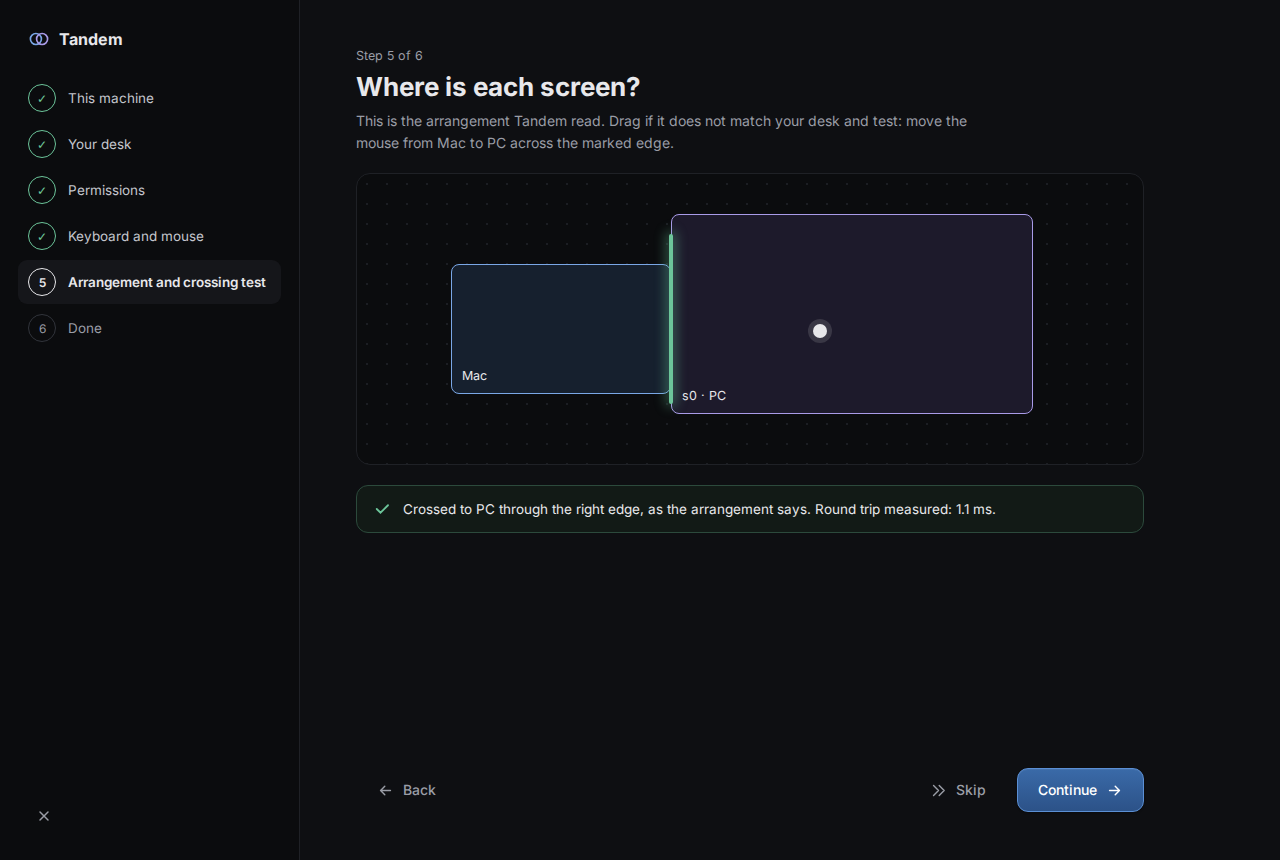 Tandem
✓ This machine
✓ Your desk
✓ Permissions
✓ Keyboard and mouse
5 Arrangement and crossing test
6 Done
Step 5 of 6
Where is each screen?
This is the arrangement Tandem read. Drag if it does not match your desk and test: move the
mouse from Mac to PC across the marked edge.
Mac
s0 · PC
Crossed to PC through the right edge, as the arrangement says. Round trip measured: 1.1 ms.
Back
Skip
Continue